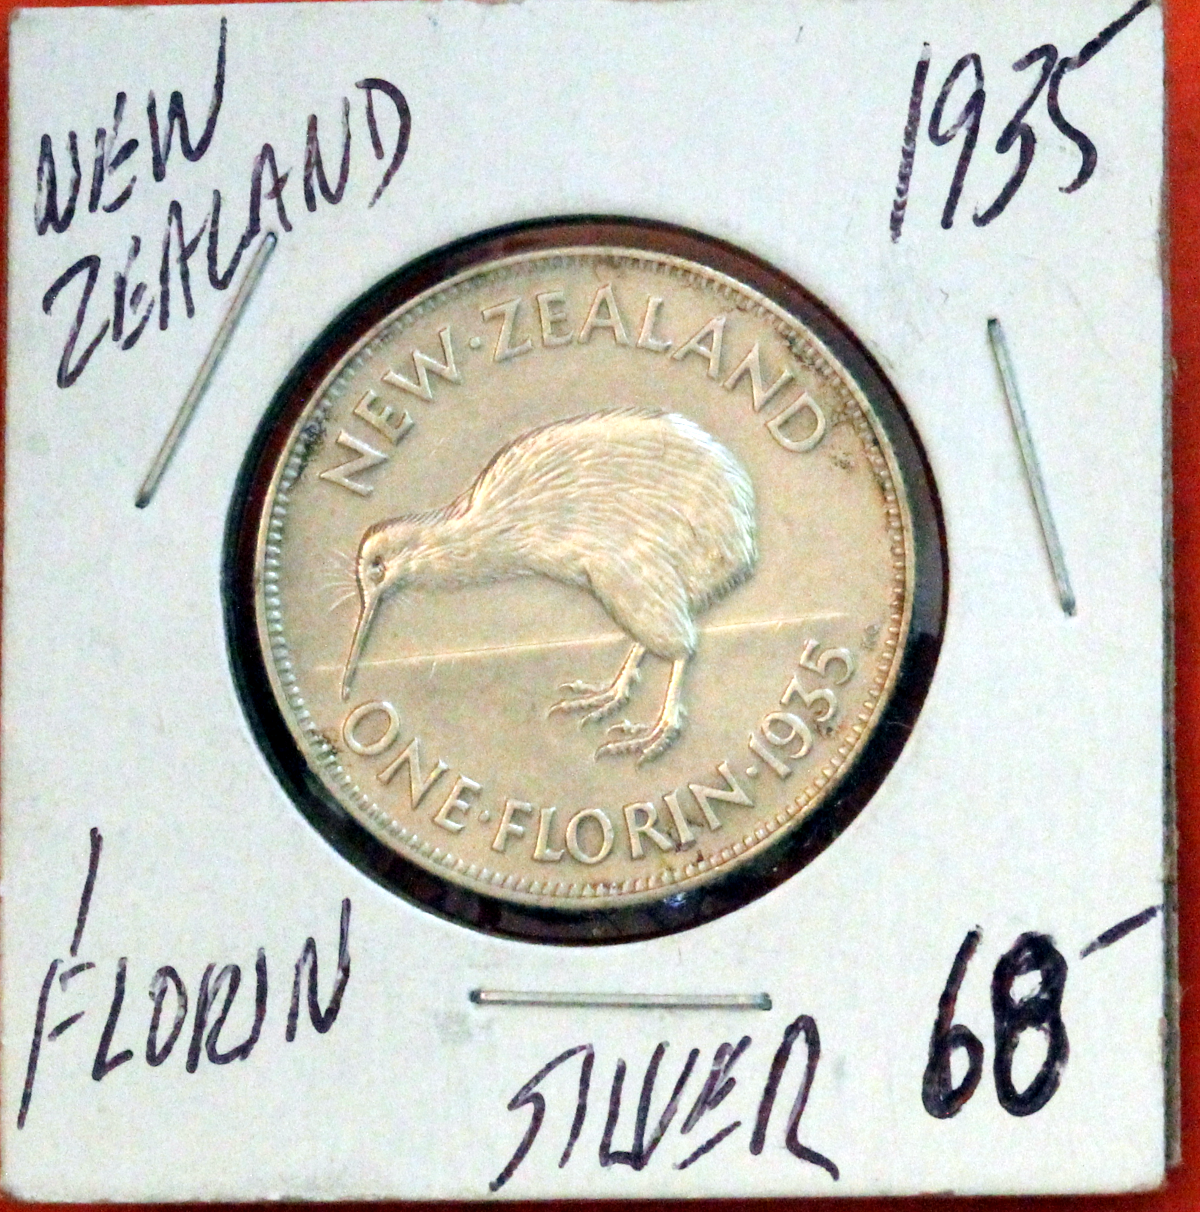 NEW
ZEALAND
1935
NEW·ZEALAND
ONE·FLORIN·1935
1
FLORIN
SILVER
68-